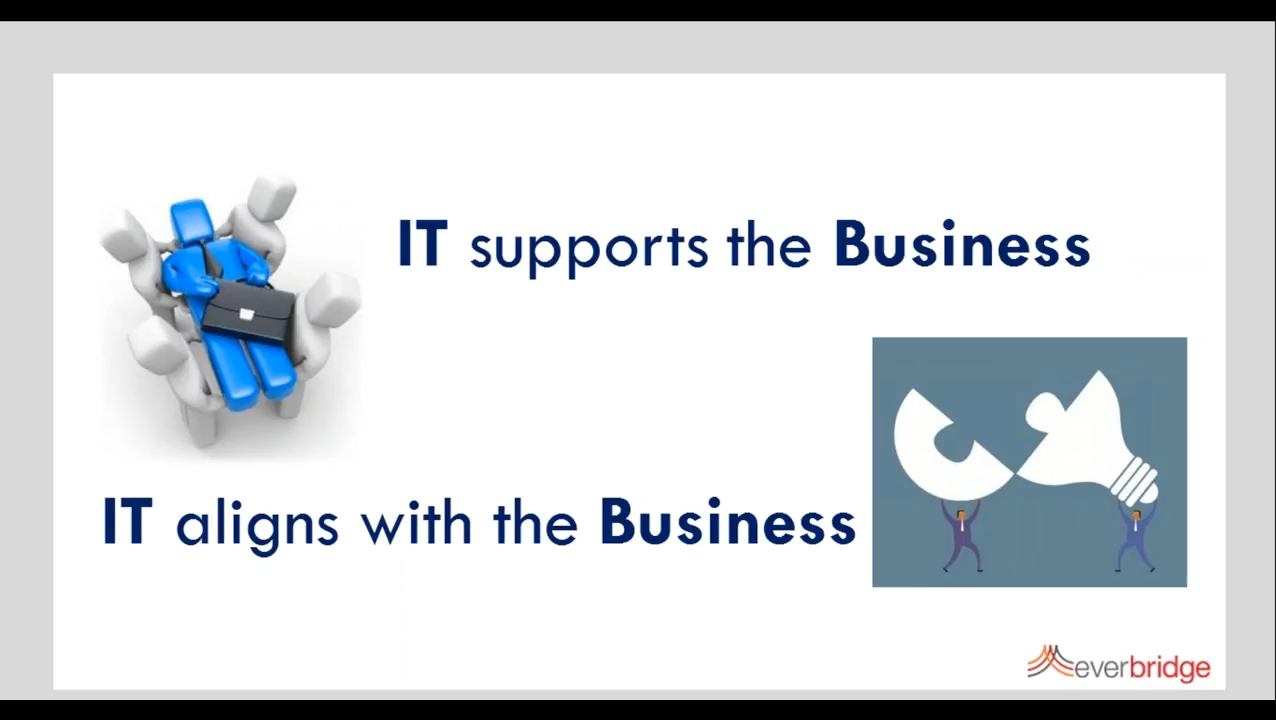 IT supports the Business
IT aligns with the Business
everbridge